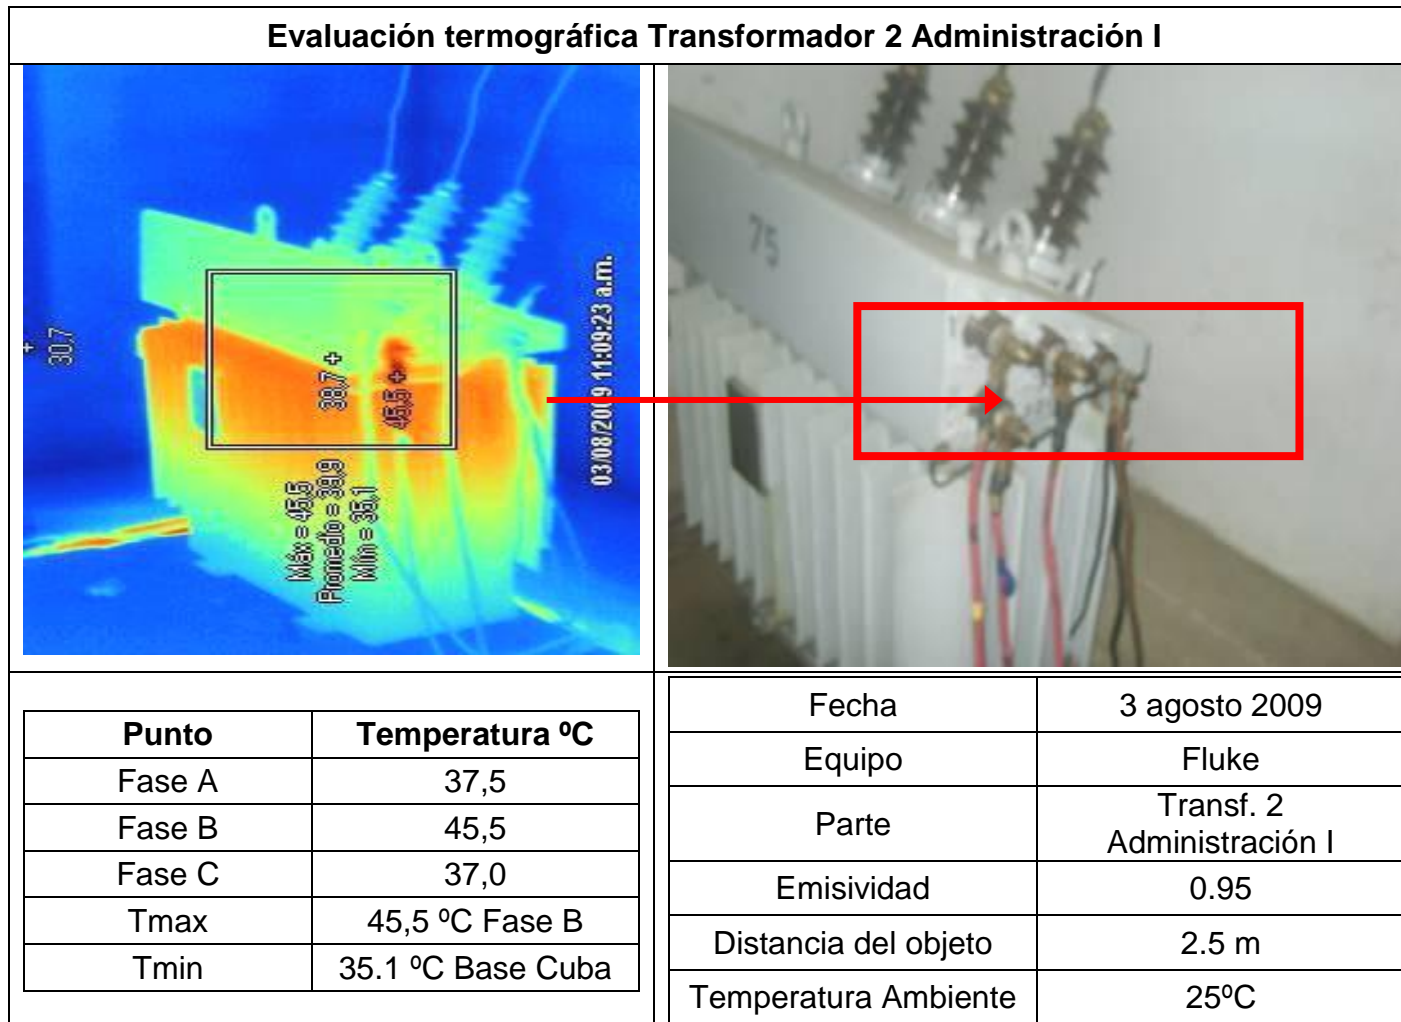 Evaluación termográfica Transformador 2 Administración I
+
30,7
38,7 +
45,5 +
Máx = 45,5
Promedio = 39,9
Mín = 35,1
03/08/2009 11:09:23 a.m.
75
Punto Temperatura ºC
Fase A 37,5
Fase B 45,5
Fase C 37,0
Tmax 45,5 ºC Fase B
Tmin 35.1 ºC Base Cuba
Fecha 3 agosto 2009
Equipo Fluke
Parte Transf. 2
Administración I
Emisividad 0.95
Distancia del objeto 2.5 m
Temperatura Ambiente 25ºC